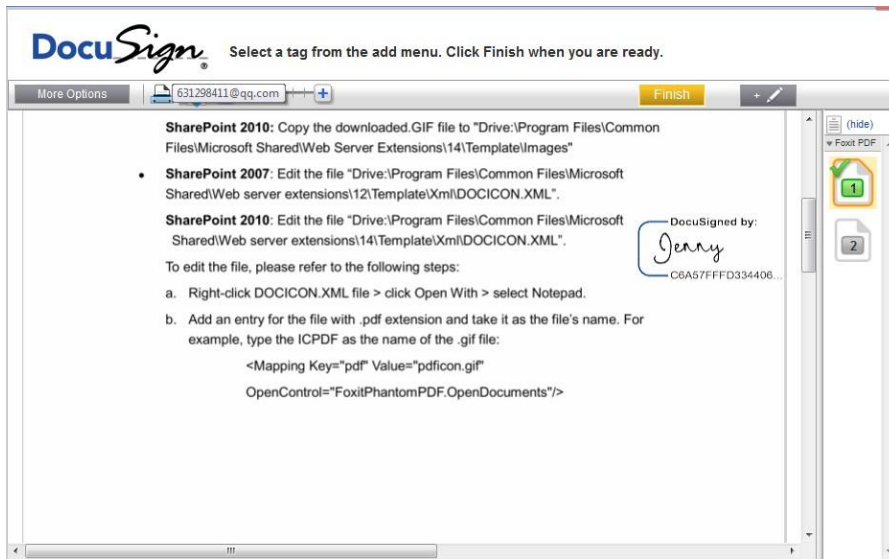 DocuSign® Select a tag from the add menu. Click Finish when you are ready.
More Options 631298411@qq.com + Finish +
SharePoint 2010: Copy the downloaded.GIF file to "Drive:\Program Files\Common
Files\Microsoft Shared\Web Server Extensions\14\Template\Images"
• SharePoint 2007: Edit the file “Drive:\Program Files\Common Files\Microsoft
Shared\Web server extensions\12\Template\Xml\DOCICON.XML”.
SharePoint 2010: Edit the file “Drive:\Program Files\Common Files\Microsoft
Shared\Web server extensions\14\Template\Xml\DOCICON.XML”.
To edit the file, please refer to the following steps:
a. Right-click DOCICON.XML file > click Open With > select Notepad.
b. Add an entry for the file with .pdf extension and take it as the file’s name. For
example, type the ICPDF as the name of the .gif file:
<Mapping Key="pdf" Value="pdficon.gif"
OpenControl="FoxitPhantomPDF.OpenDocuments"/>
DocuSigned by:
Jenny
C6A57FFFD334406...
(hide)
Foxit PDF
1
2